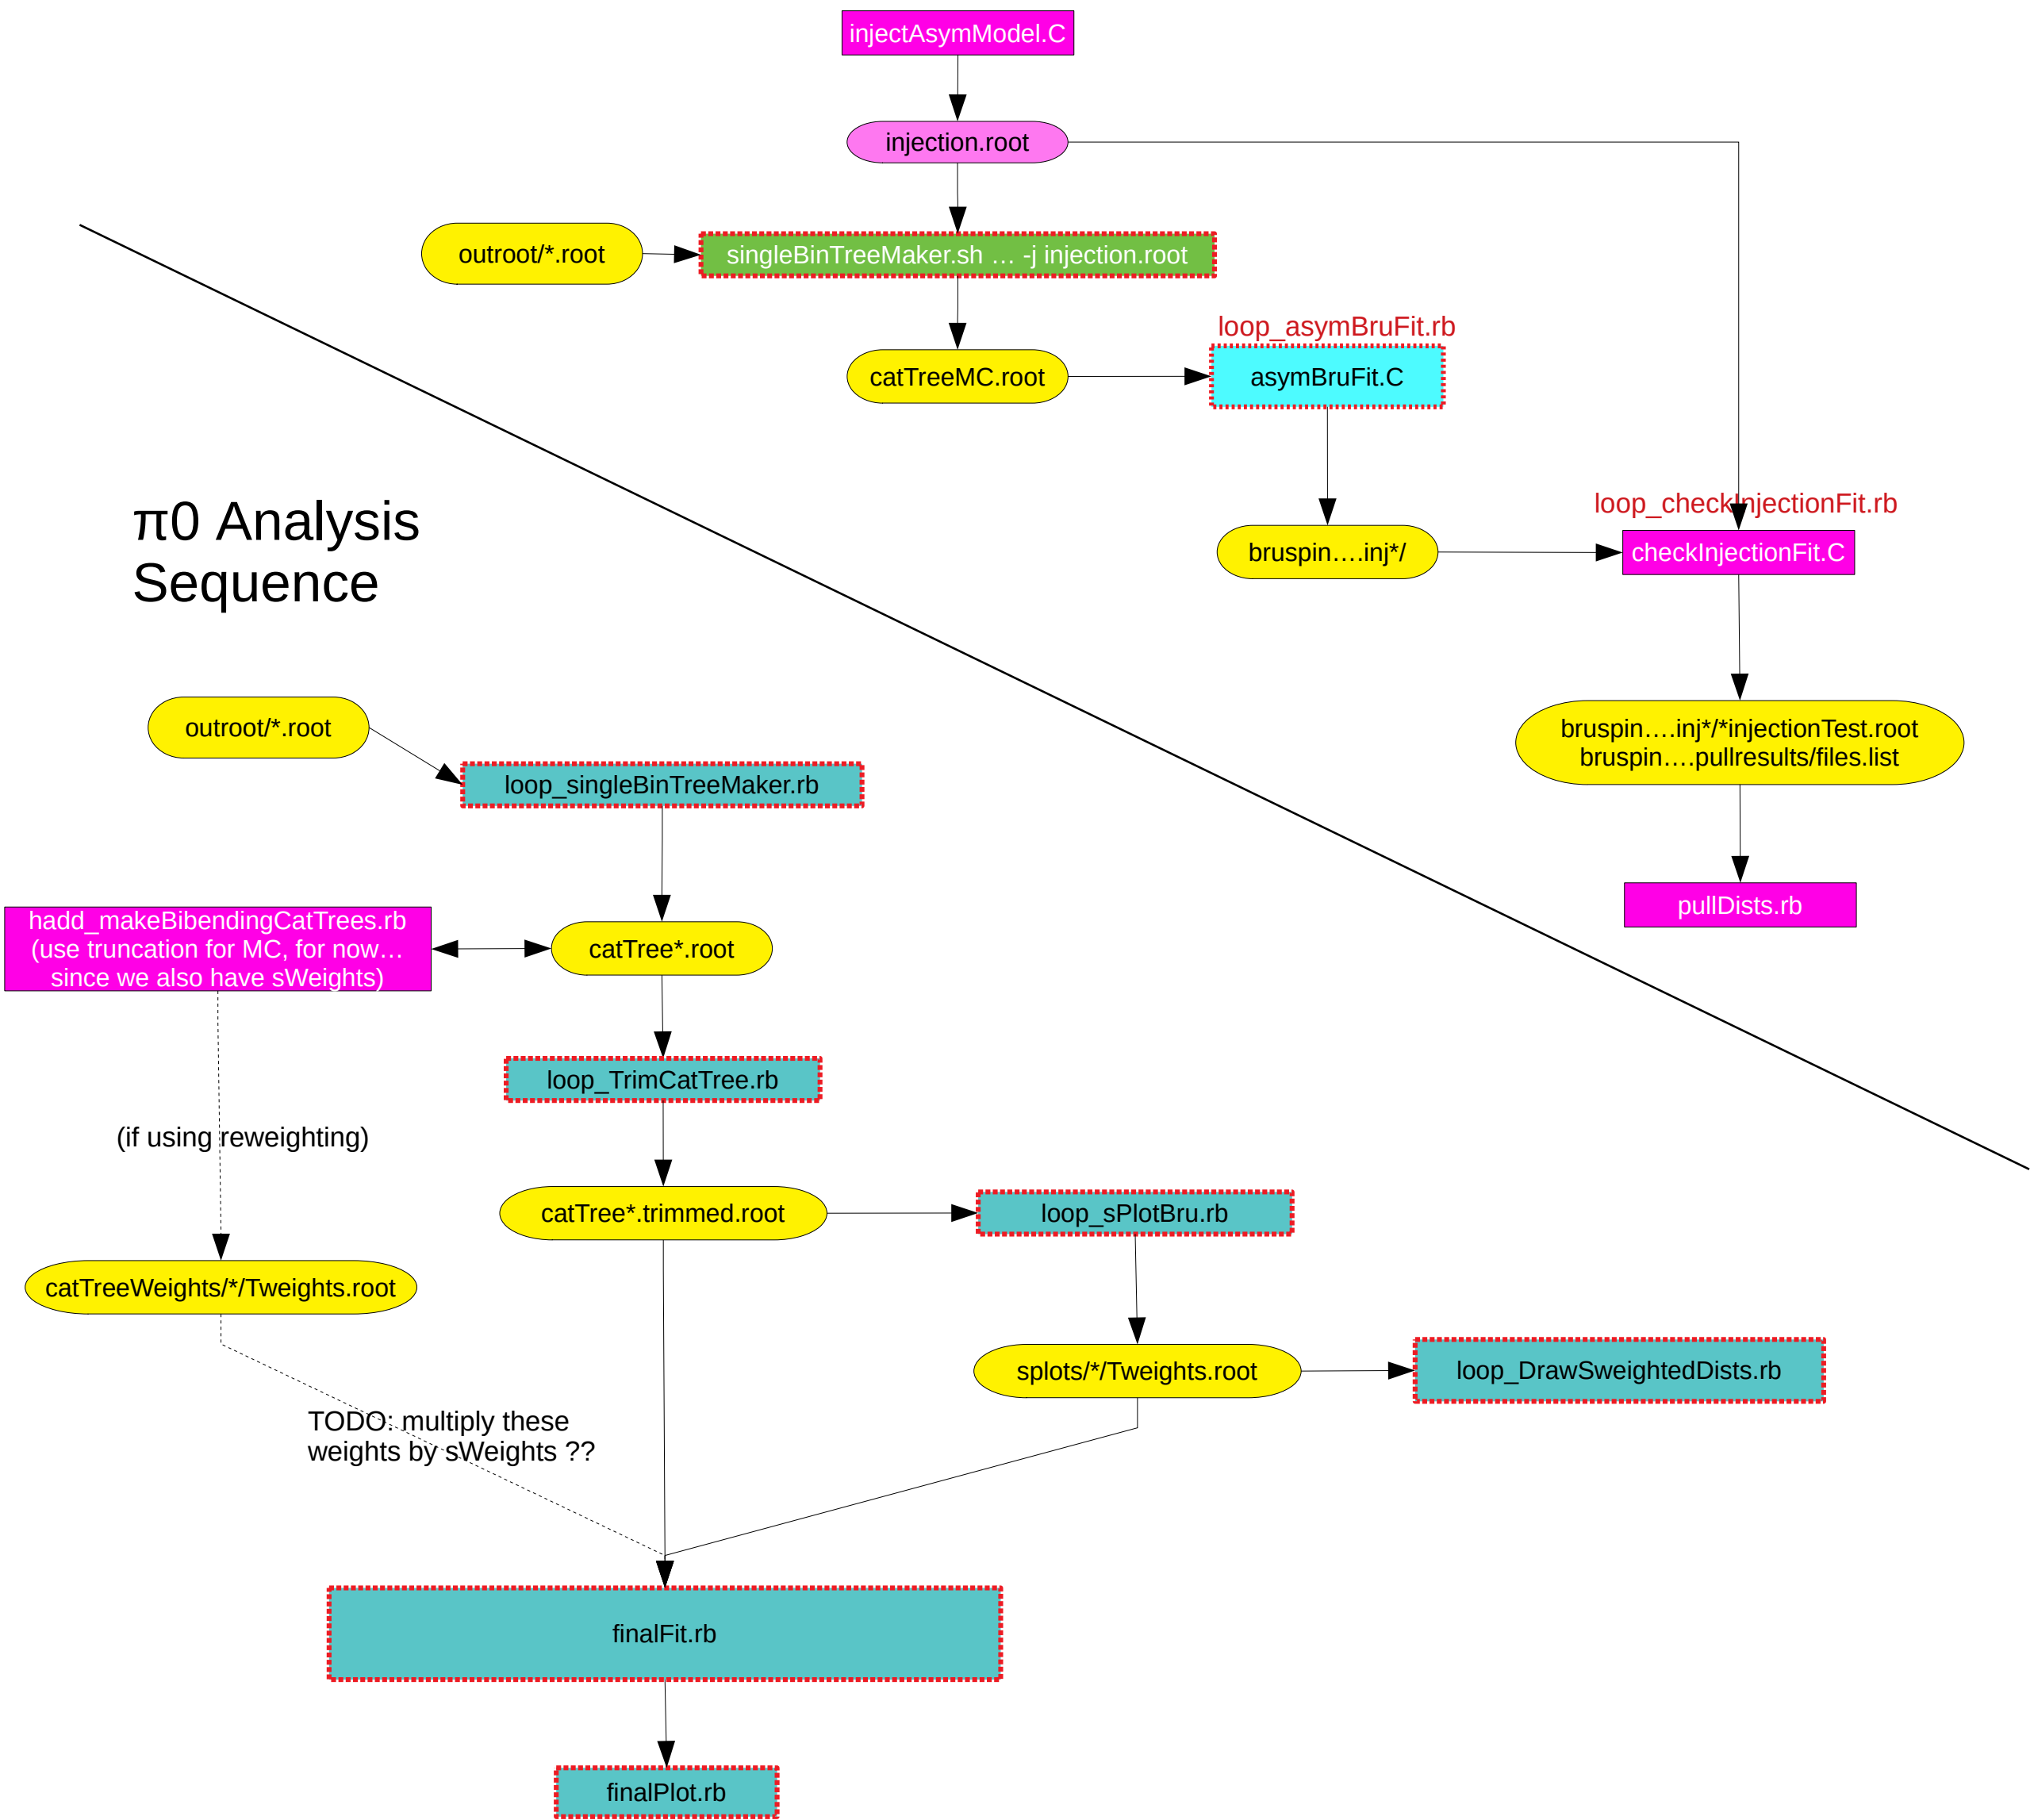 injectAsymModel.C
injection.root
outroot/*.root
singleBinTreeMaker.sh … -j injection.root
loop_asymBruFit.rb
catTreeMC.root
asymBruFit.C
π0 Analysis
Sequence
loop_checkInjectionFit.rb
bruspin….inj*/
checkInjectionFit.C
outroot/*.root
bruspin….inj*/*injectionTest.root
bruspin….pullresults/files.list
loop_singleBinTreeMaker.rb
pullDists.rb
hadd_makeBibendingCatTrees.rb
(use truncation for MC, for now…
since we also have sWeights)
catTree*.root
loop_TrimCatTree.rb
(if using reweighting)
catTree*.trimmed.root
loop_sPlotBru.rb
catTreeWeights/*/Tweights.root
splots/*/Tweights.root
loop_DrawSweightedDists.rb
TODO: multiply these
weights by sWeights ??
finalFit.rb
finalPlot.rb